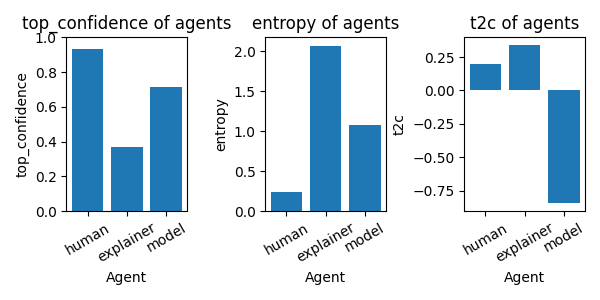 top_confidence of agents
top_confidence
1.0
0.8
0.6
0.4
0.2
0.0
human
explainer
model
Agent
entropy of agents
entropy
2.0
1.5
1.0
0.5
0.0
human
explainer
model
Agent
t2c of agents
t2c
0.25
0.00
−0.25
−0.50
−0.75
human
explainer
model
Agent